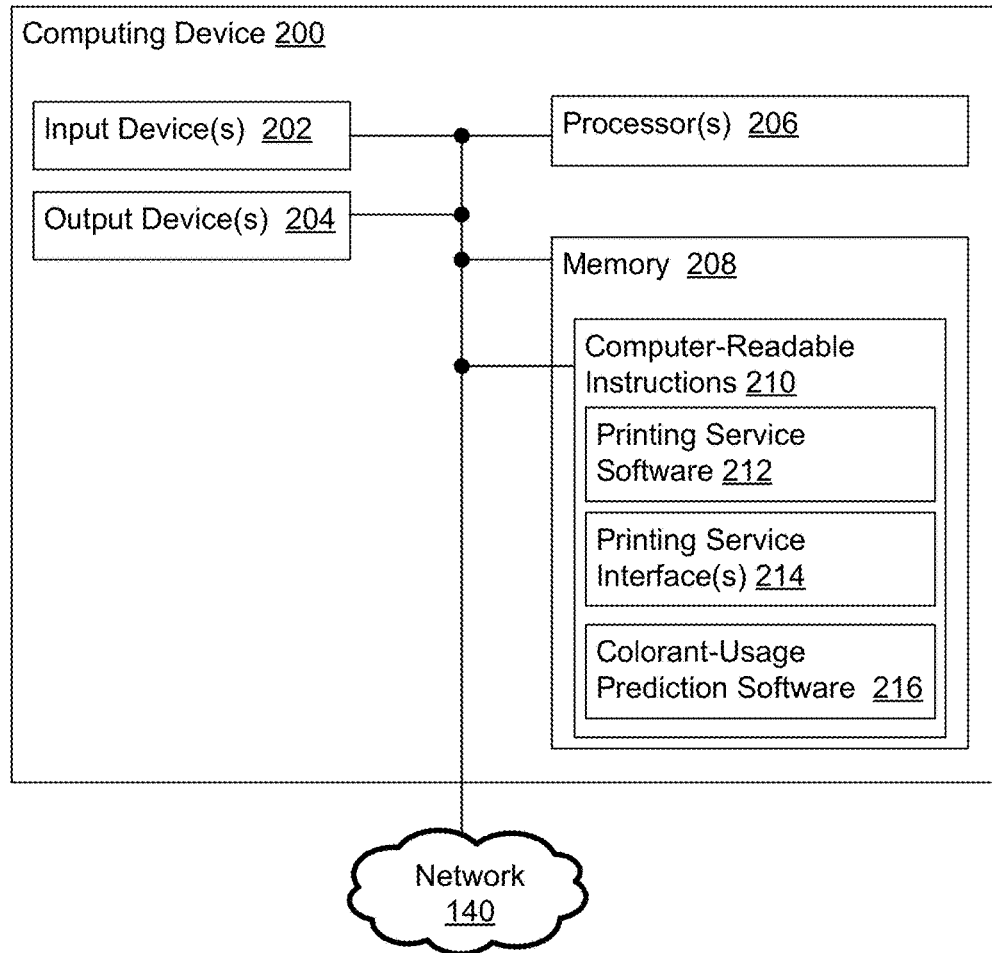 Computing Device 200
Input Device(s) 202
Processor(s) 206
Output Device(s) 204
Memory 208
Computer-Readable
Instructions 210
Printing Service
Software 212
Printing Service
Interface(s) 214
Colorant-Usage
Prediction Software 216
Network
140